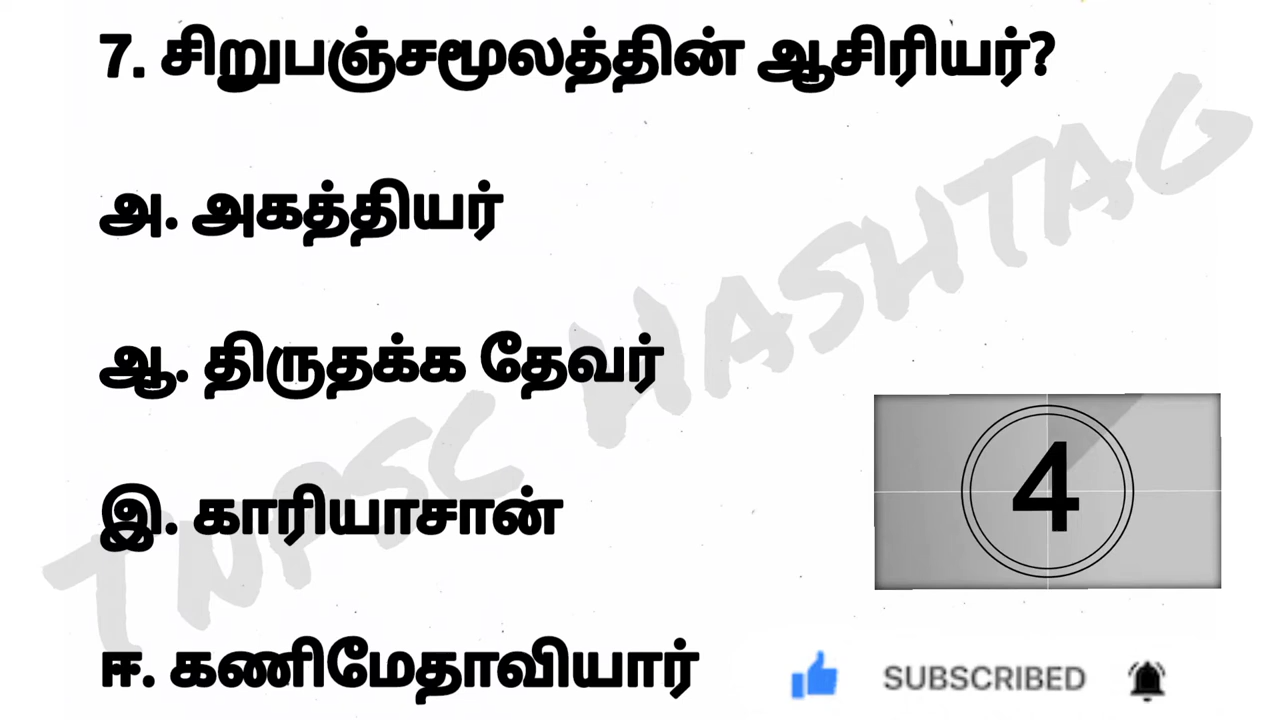 7. சிறுபஞ்சமூலத்தின் ஆசிரியர்?
அ. அகத்தியர்
ஆ. திருதக்க தேவர்
இ. காரியாசான்
ஈ. கணிமேதாவியார்
TNPSC HASHTAG
4
SUBSCRIBED